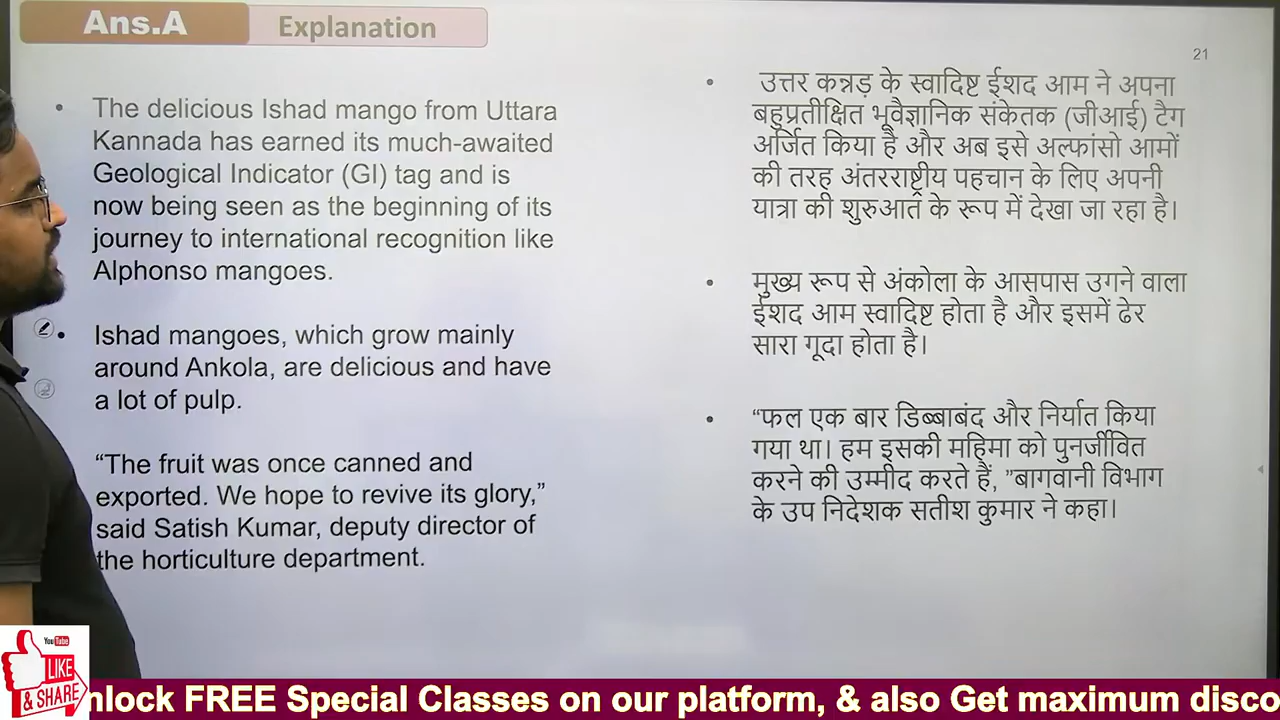 Ans.A
Explanation
21
The delicious Ishad mango from Uttara
Kannada has earned its much-awaited
Geological Indicator (GI) tag and is
now being seen as the beginning of its
journey to international recognition like
Alphonso mangoes.
Ishad mangoes, which grow mainly
around Ankola, are delicious and have
a lot of pulp.
“The fruit was once canned and
exported. We hope to revive its glory,”
said Satish Kumar, deputy director of
the horticulture department.
उत्तर कन्नड़ के स्वादिष्ट ईशद आम ने अपना
बहुप्रतीक्षित भूवैज्ञानिक संकेतक (जीआई) टैग
अर्जित किया है और अब इसे अल्फांसो आमों
की तरह अंतरराष्ट्रीय पहचान के लिए अपनी
यात्रा की शुरुआत के रूप में देखा जा रहा है।
मुख्य रूप से अंकोला के आसपास उगने वाला
ईशद आम स्वादिष्ट होता है और इसमें ढेर
सारा गूदा होता है।
“फल एक बार डिब्बाबंद और निर्यात किया
गया था। हम इसकी महिमा को पुनर्जीवित
करने की उम्मीद करते हैं, ”बागवानी विभाग
के उप निदेशक सतीश कुमार ने कहा।
YouTube
LIKE
& SHARE
nlock FREE Special Classes on our platform, & also Get maximum disco